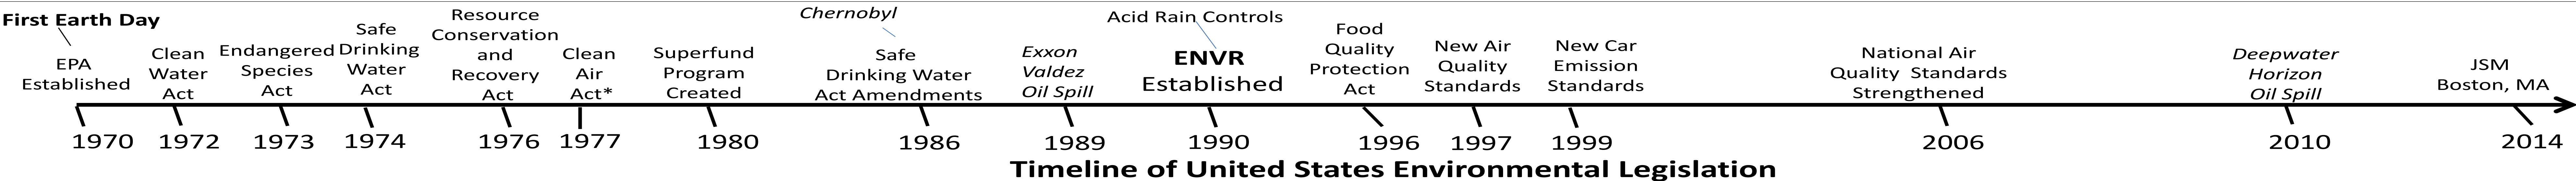 First Earth Day
EPA
Established
Clean
Water
Act
Endangered
Species
Act
Safe
Drinking
Water
Act
Resource
Conservation
and
Recovery
Act
Clean
Air
Act*
Superfund
Program
Created
Chernobyl
Safe
Drinking Water
Act Amendments
Exxon
Valdez
Oil Spill
Acid Rain Controls
ENVR
Established
Food
Quality
Protection
Act
New Air
Quality
Standards
New Car
Emission
Standards
National Air
Quality Standards
Strengthened
Deepwater
Horizon
Oil Spill
JSM
Boston, MA
1970 1972 1973 1974 1976 1977 1980 1986 1989 1990 1996 1997 1999 2006 2010 2014
Timeline of United States Environmental Legislation